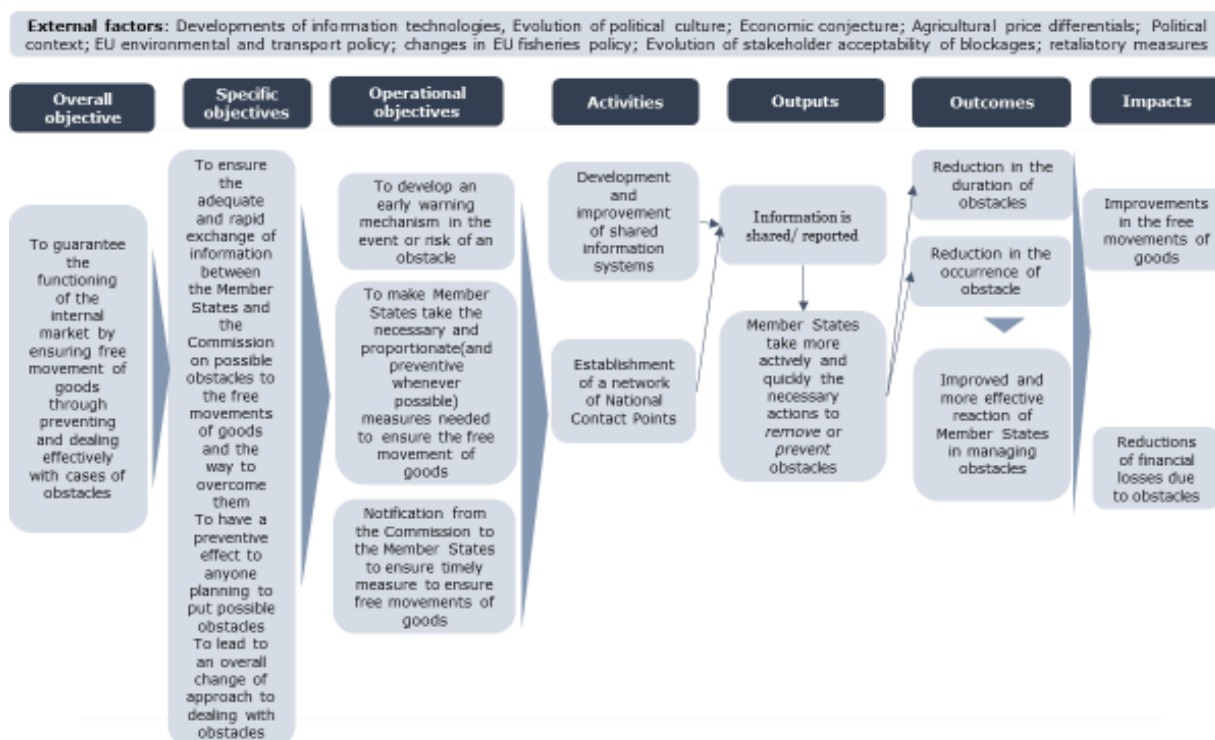 External factors: Developments of information technologies, Evolution of political culture; Economic conjecture; Agricultural price differentials; Political
context; EU environmental and transport policy; changes in EU fisheries policy; Evolution of stakeholder acceptability of blockages; retaliatory measures
Overall
objective
To guarantee
the
functioning
of the
internal
market by
ensuring free
movement of
goods
through
preventing
and dealing
effectively
with cases of
obstacles
Specific
objectives
To ensure
the
adequate
and rapid
exchange of
information
between
the Member
States and
the
Commission
on possible
obstacles to
the free
movements
of goods
and the
way to
overcome
them
To have a
preventive
effect to
anyone
planning to
put possible
obstacles
To lead to
an overall
change of
approach to
dealing with
obstacles
Operational
objectives
To develop an
early warning
mechanism in the
event or risk of an
obstacle
To make Member
States take the
necessary and
proportionate(and
preventive
whenever
possible)
measures needed
to ensure the free
movement of
goods
Notification from
the Commission to
the Member States
to ensure timely
measure to ensure
free movements of
goods
Activities
Development
and
improvement
of shared
information
systems
Establishment
of a network
of National
Contact Points
Outputs
Information is
shared/ reported
Member States
take more
actively and
quickly the
necessary
actions to
remove or
prevent
obstacles
Outcomes
Reduction in the
duration of
obstacles
Reduction in the
occurrence of
obstacle
Improved and
more effective
reaction of
Member States
in managing
obstacles
Impacts
Improvements
in the free
movements of
goods
Reductions
of financial
losses due
to obstacles